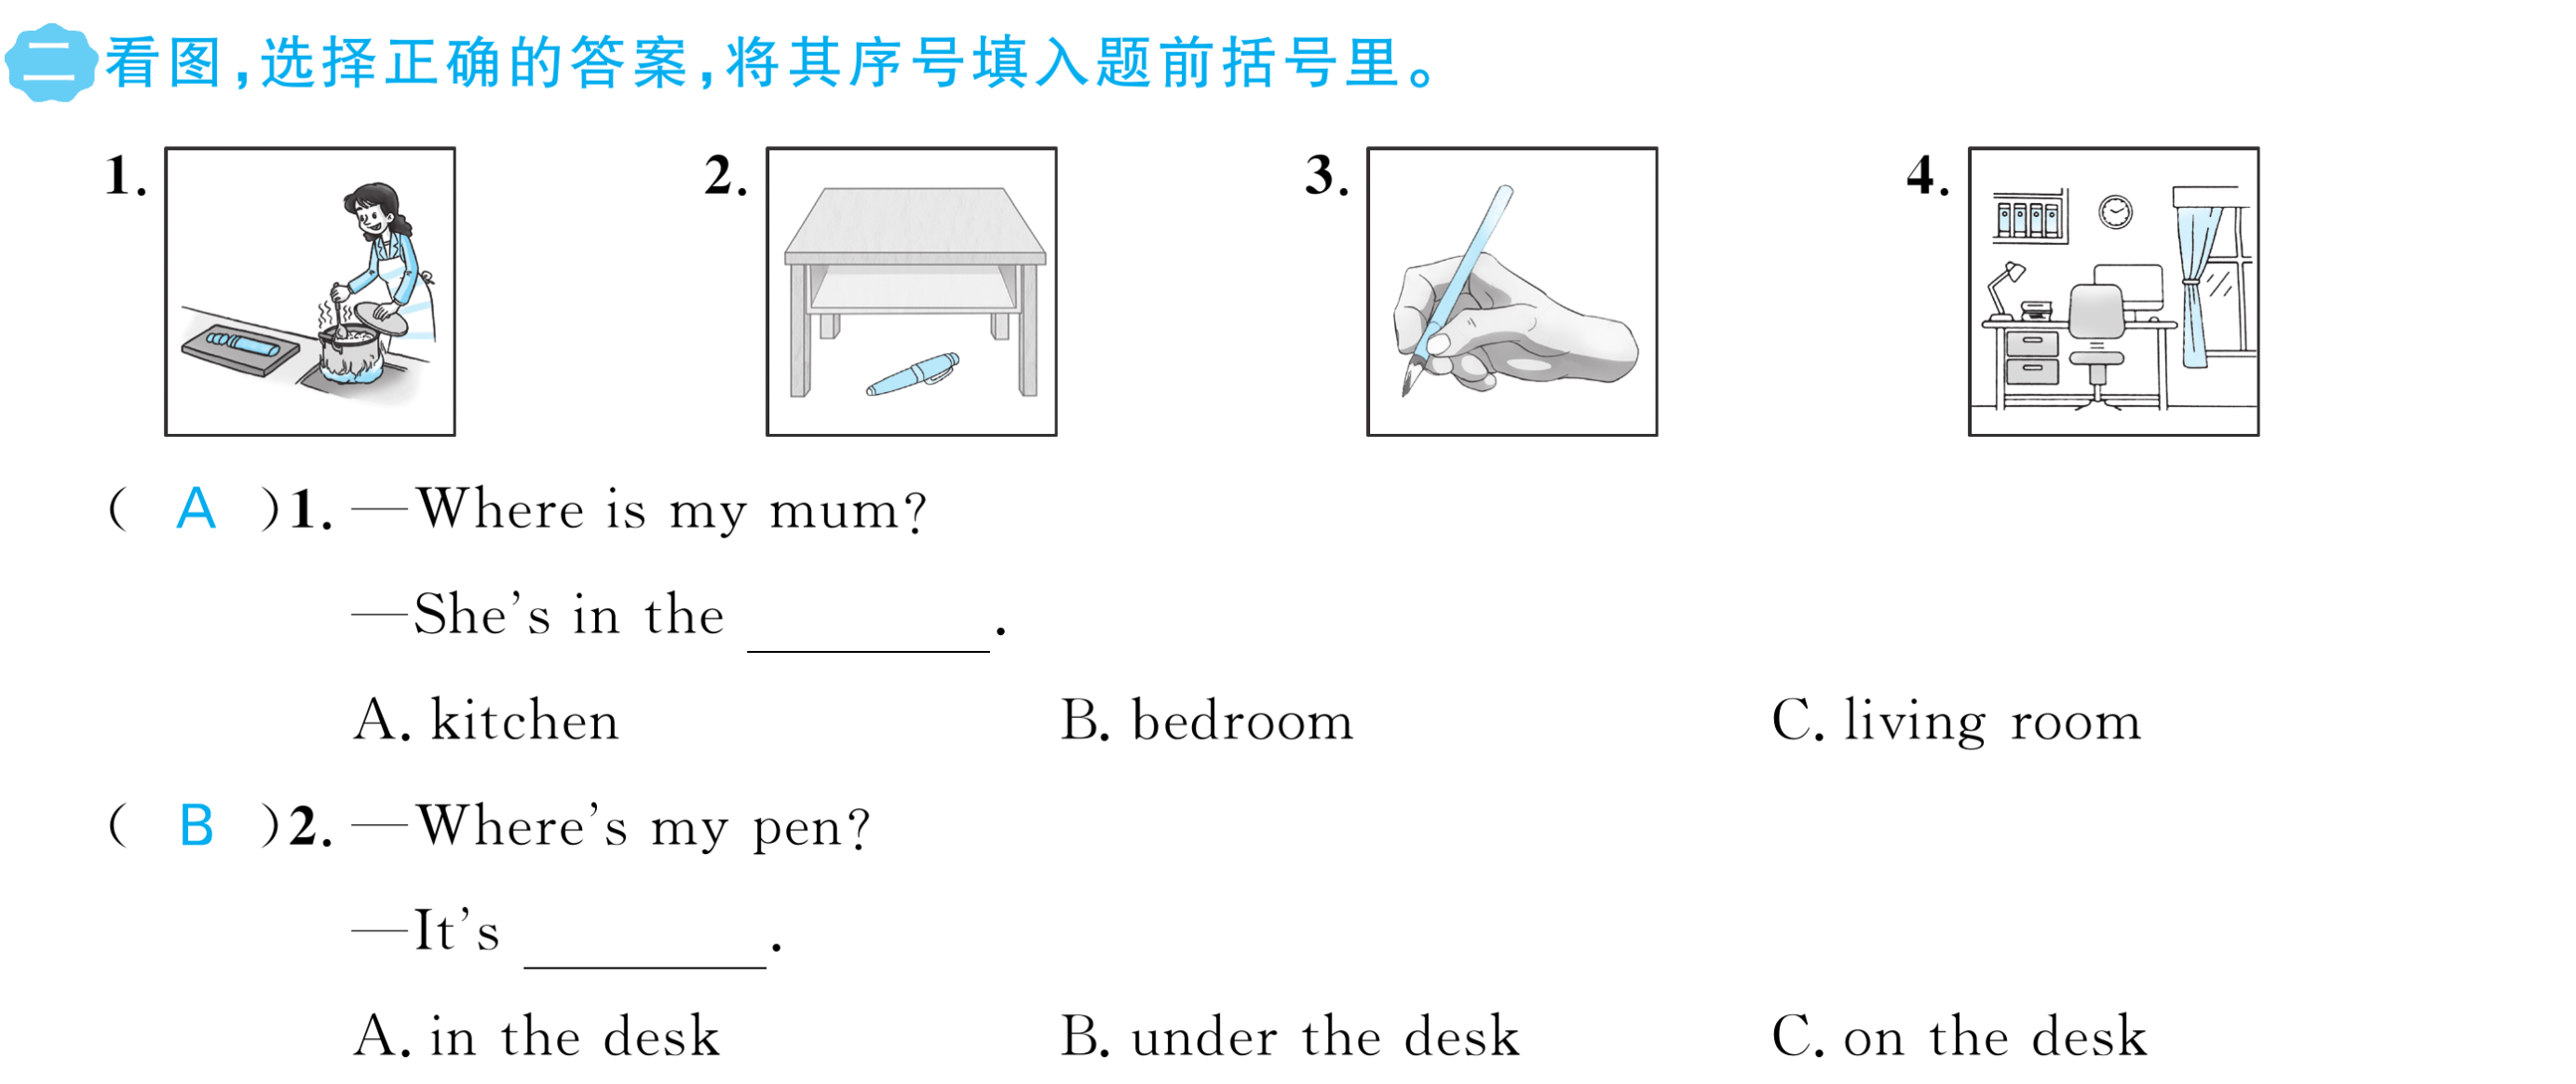 二 看图,选择正确的答案,将其序号填入题前括号里。
1. 2. 3. 4.
( A )1. —Where is my mum?
—She's in the ________.
A. kitchen B. bedroom C. living room
( B )2. —Where's my pen?
—It's ________.
A. in the desk B. under the desk C. on the desk